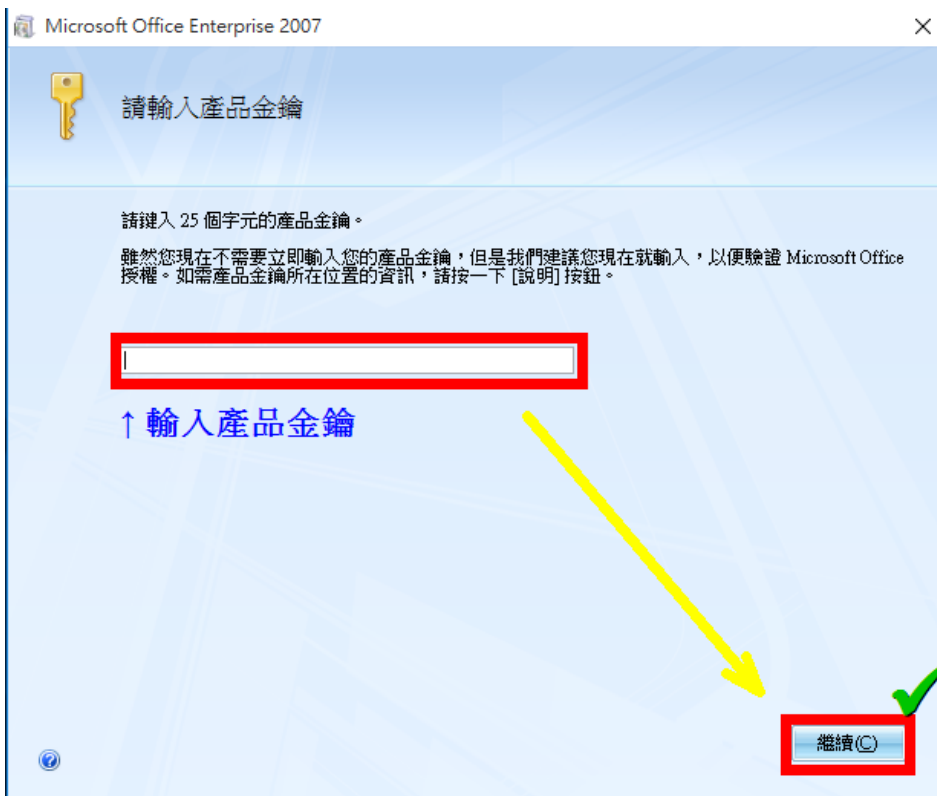 Microsoft Office Enterprise 2007
請輸入產品金鑰
請鍵入 25 個字元的產品金鑰。
雖然您現在不需要立即輸入您的產品金鑰，但是我們建議您現在就輸入，以便驗證 Microsoft Office
授權。如需產品金鑰所在位置的資訊，請按一下 [說明] 按鈕。
↑輸入產品金鑰
繼續(C)